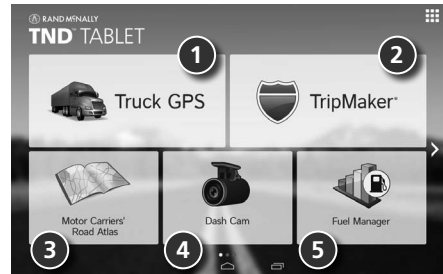 RAND McNALLY
TND™ TABLET
1
2
Truck GPS
TripMaker®
Motor Carriers'
Road Atlas
Dash Cam
Fuel Manager
3
4
5